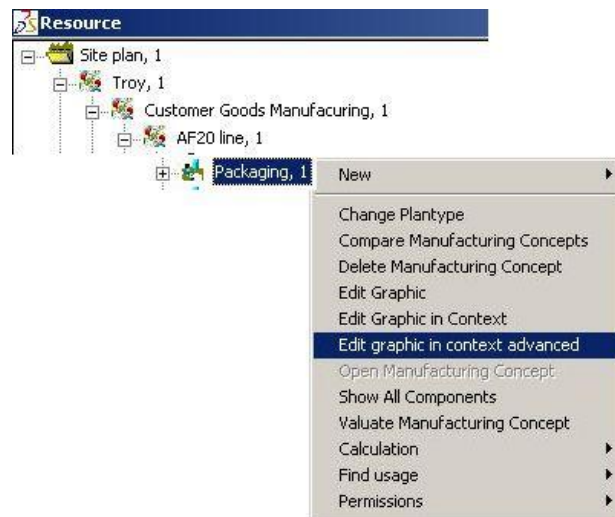 Resource
Site plan, 1
Troy, 1
Customer Goods Manufacuring, 1
AF20 line, 1
Packaging, 1
New
Change Plantype
Compare Manufacturing Concepts
Delete Manufacturing Concept
Edit Graphic
Edit Graphic in Context
Edit graphic in context advanced
Open Manufacturing Concept
Show All Components
Valuate Manufacturing Concept
Calculation
Find usage
Permissions